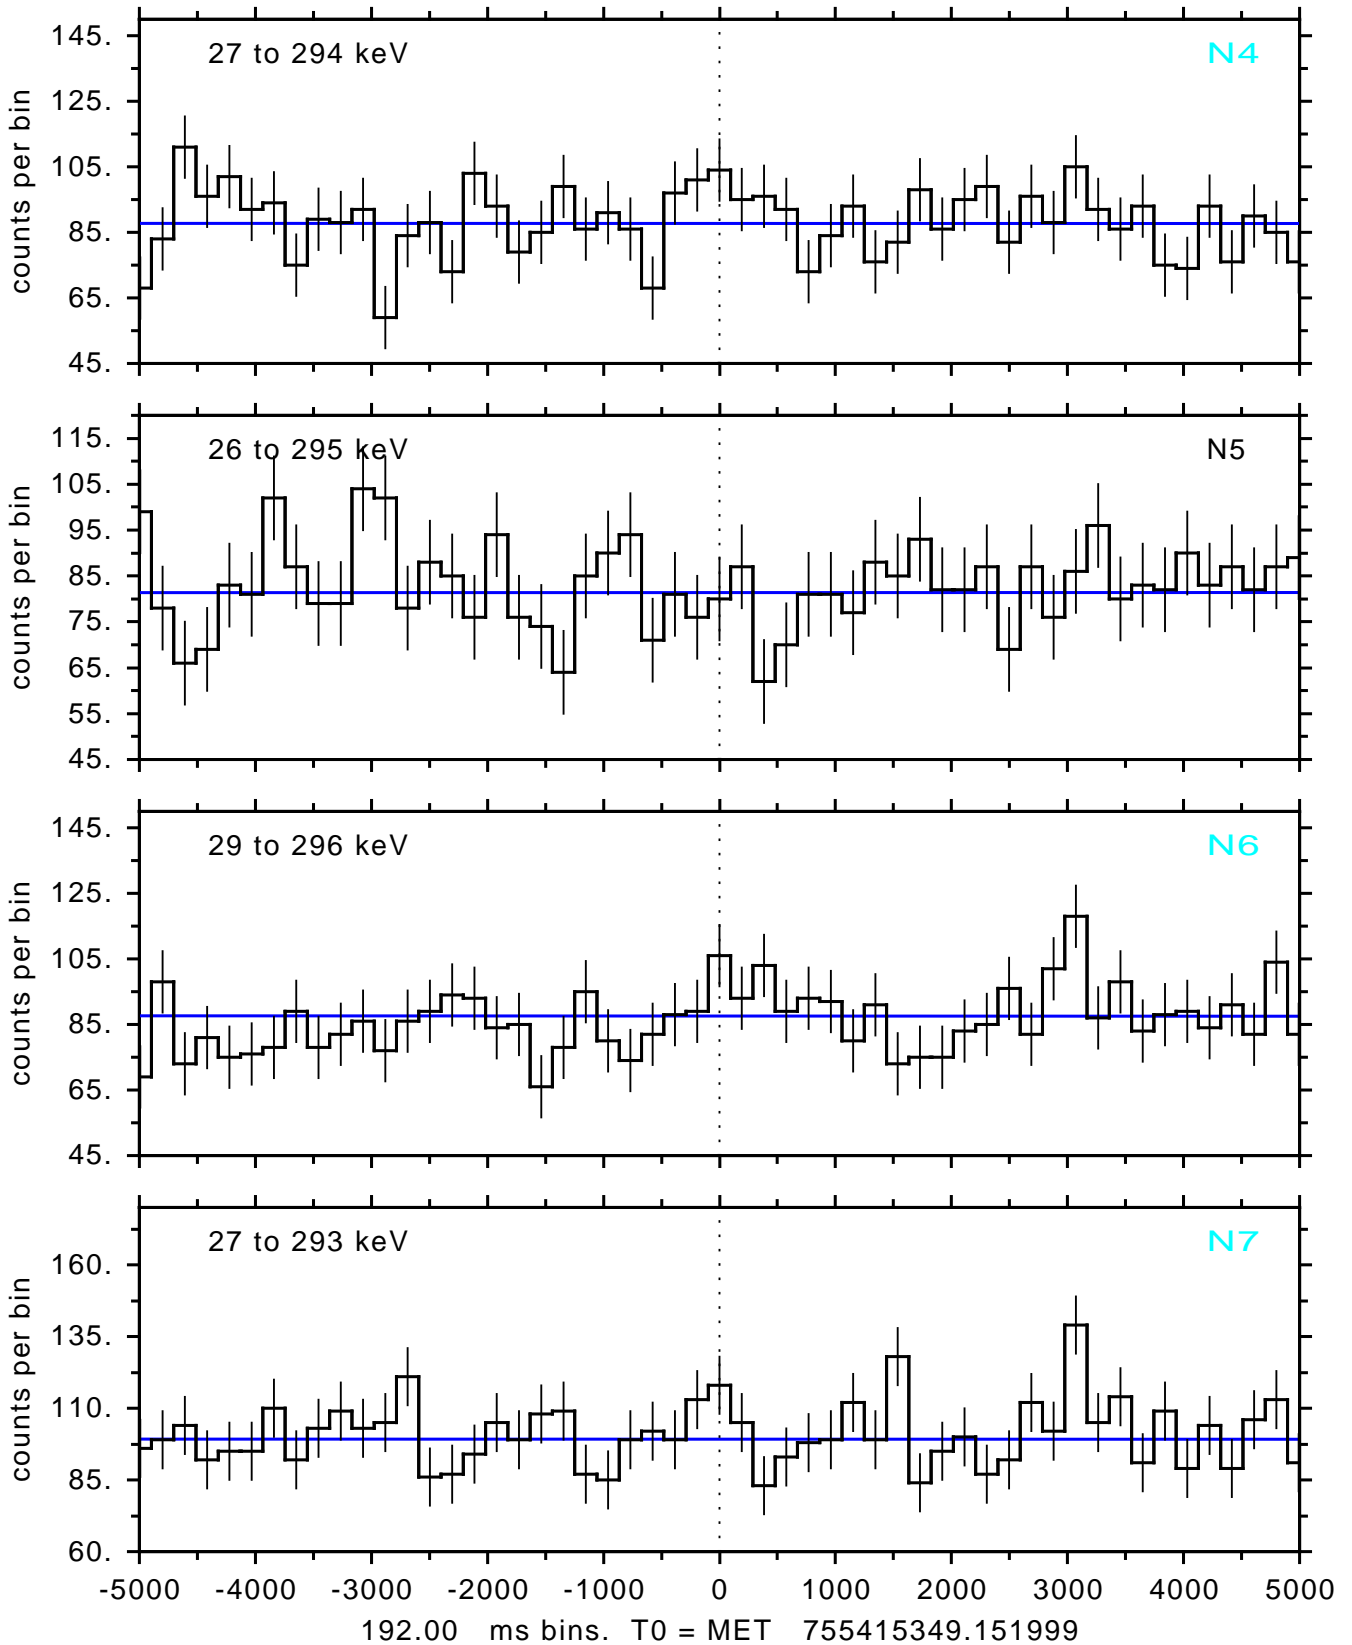 27 to 294 keV N4
145.
125.
105.
85.
65.
45.
counts per bin
26 to 295 keV N5
115.
105.
95.
85.
75.
65.
55.
45.
counts per bin
29 to 296 keV N6
145.
125.
105.
85.
65.
45.
counts per bin
27 to 293 keV N7
160.
135.
110.
85.
60.
counts per bin
-5000 -4000 -3000 -2000 -1000 0 1000 2000 3000 4000 5000
192.00 ms bins. T0 = MET 755415349.151999